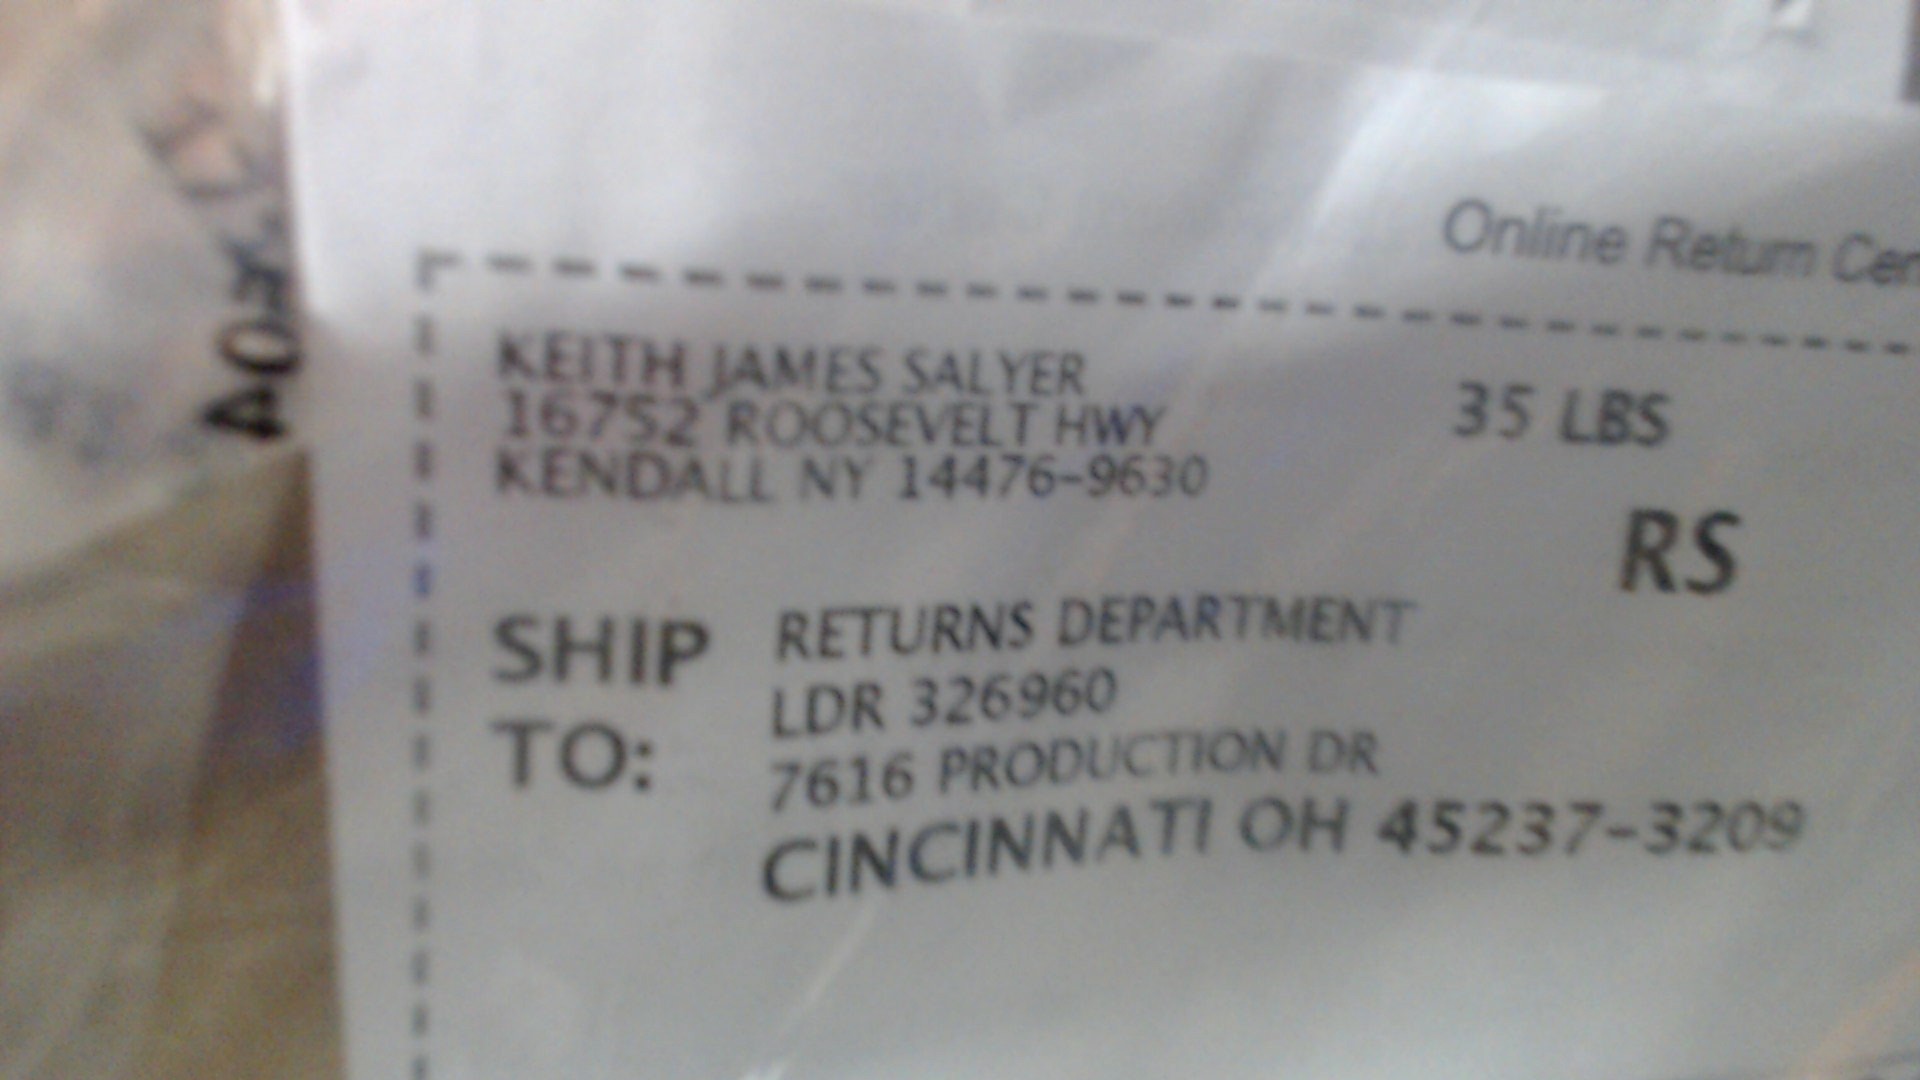 Online Return Cen
KEITH JAMES SALYER
16752 ROOSEVELT HWY
KENDALL NY 14476-9630
35 LBS
RS
SHIP TO:
RETURNS DEPARTMENT
LDR 326960
7616 PRODUCTION DR
CINCINNATI OH 45237-3209